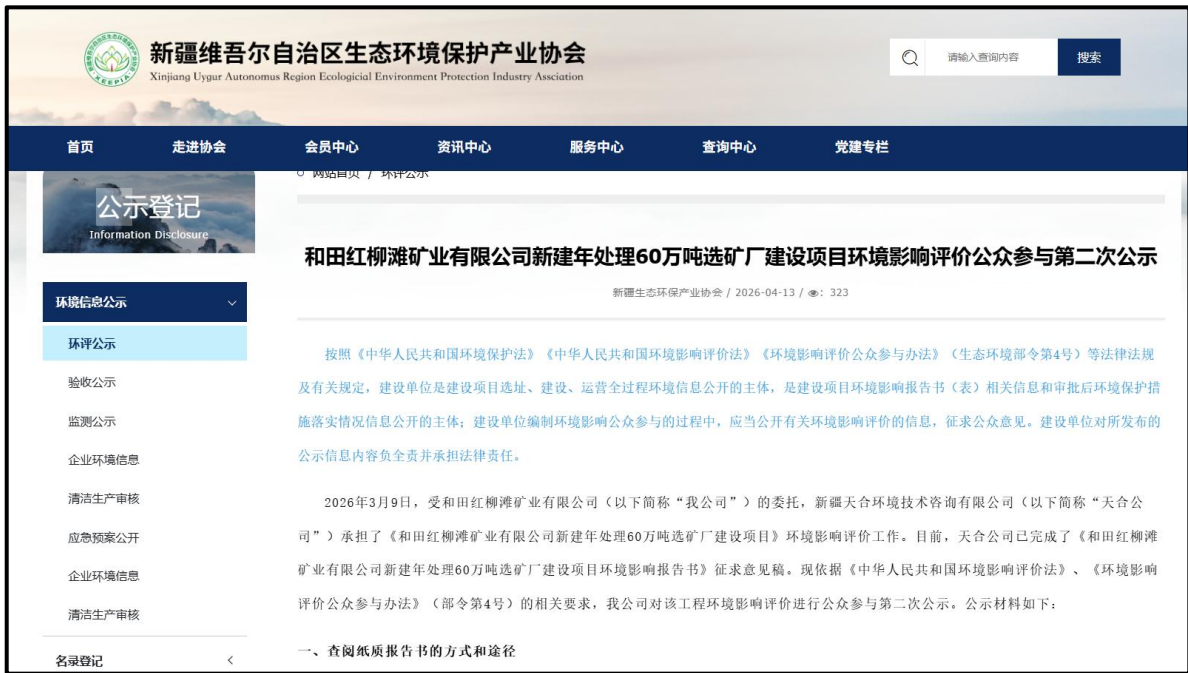 新疆维吾尔自治区生态环境保护产业协会
Xinjiang Uygur Autonomus Region Ecologicial Environment Protection Industry Assciation
XEEPIA
请输入查询内容
搜索
首页
走进协会
会员中心
资讯中心
服务中心
查询中心
党建专栏
网站首页 / 环评公示
公示登记
Information Disclosure
环境信息公示
环评公示
验收公示
监测公示
企业环境信息
清洁生产审核
应急预案公开
企业环境信息
清洁生产审核
名录登记
和田红柳滩矿业有限公司新建年处理60万吨选矿厂建设项目环境影响评价公众参与第二次公示
新疆生态环保产业协会 / 2026-04-13 / : 323
按照《中华人民共和国环境保护法》《中华人民共和国环境影响评价法》《环境影响评价公众参与办法》（生态环境部令第4号）等法律法规
及有关规定，建设单位是建设项目选址、建设、运营全过程环境信息公开的主体，是建设项目环境影响报告书（表）相关信息和审批后环境保护措
施落实情况信息公开的主体；建设单位编制环境影响公众参与的过程中，应当公开有关环境影响评价的信息，征求公众意见。建设单位对所发布的
公示信息内容负全责并承担法律责任。
2026年3月9日，受和田红柳滩矿业有限公司（以下简称“我公司”）的委托，新疆天合环境技术咨询有限公司（以下简称“天合公
司”）承担了《和田红柳滩矿业有限公司新建年处理60万吨选矿厂建设项目》环境影响评价工作。目前，天合公司已完成了《和田红柳滩
矿业有限公司新建年处理60万吨选矿厂建设项目环境影响报告书》征求意见稿。现依据《中华人民共和国环境影响评价法》、《环境影响
评价公众参与办法》（部令第4号）的相关要求，我公司对该工程环境影响评价进行公众参与第二次公示。公示材料如下：
一、查阅纸质报告书的方式和途径